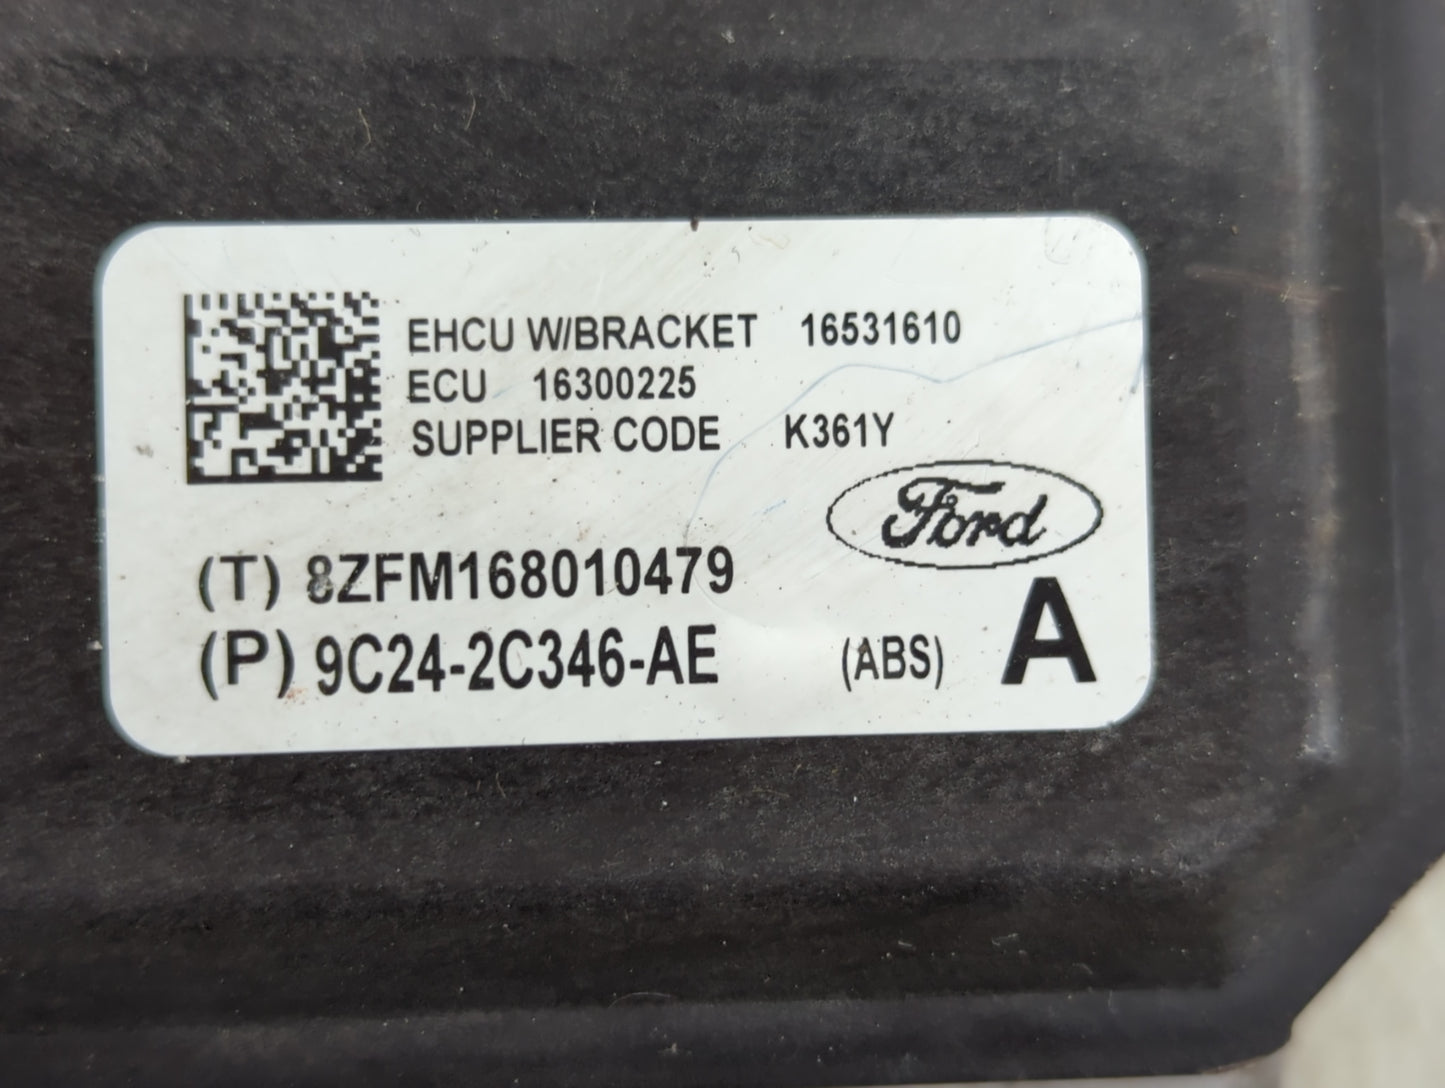 EHCU W/BRACKET 16531610
ECU 16300225
SUPPLIER CODE K361Y
Ford
(T) 8ZFM168010479
(P) 9C24-2C346-AE (ABS) A